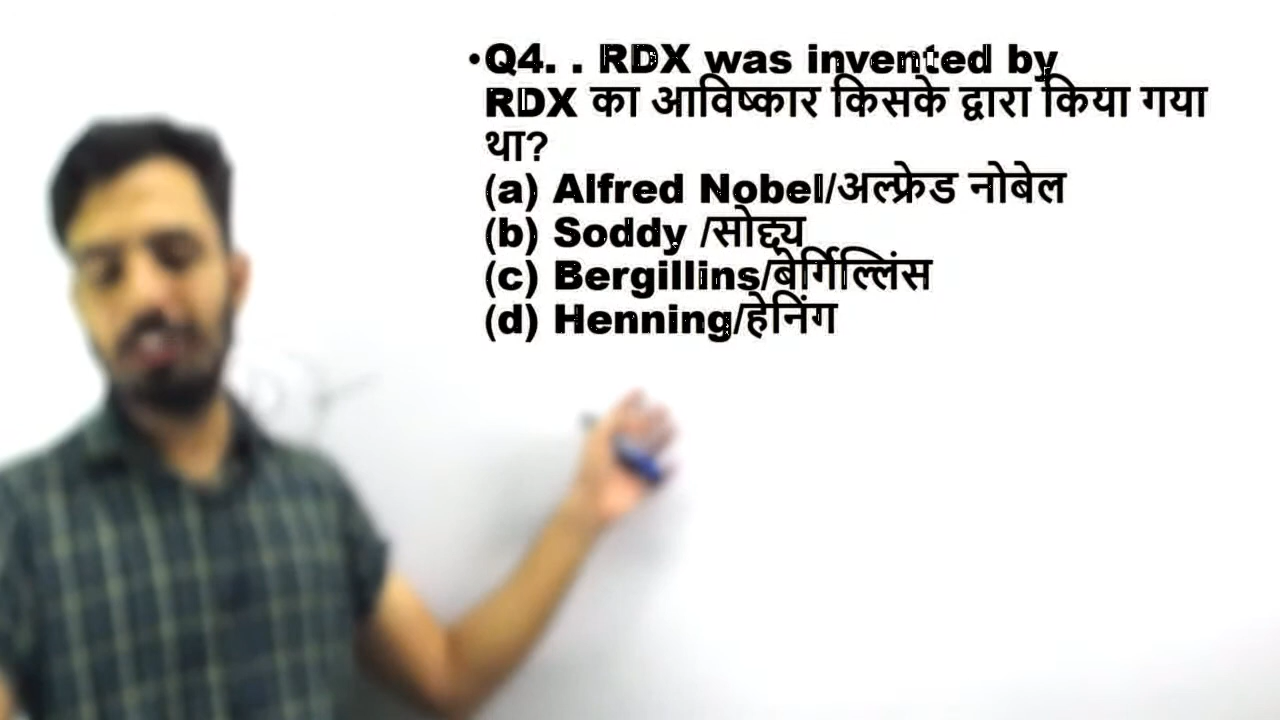 •Q4. . RDX was invented by
RDX का आविष्कार किसके द्वारा किया गया
था?
(a) Alfred Nobel/अल्फ्रेड नोबेल
(b) Soddy /सोद्द्य
(c) Bergillins/बेर्गिल्लिंस
(d) Henning/हेनिंग